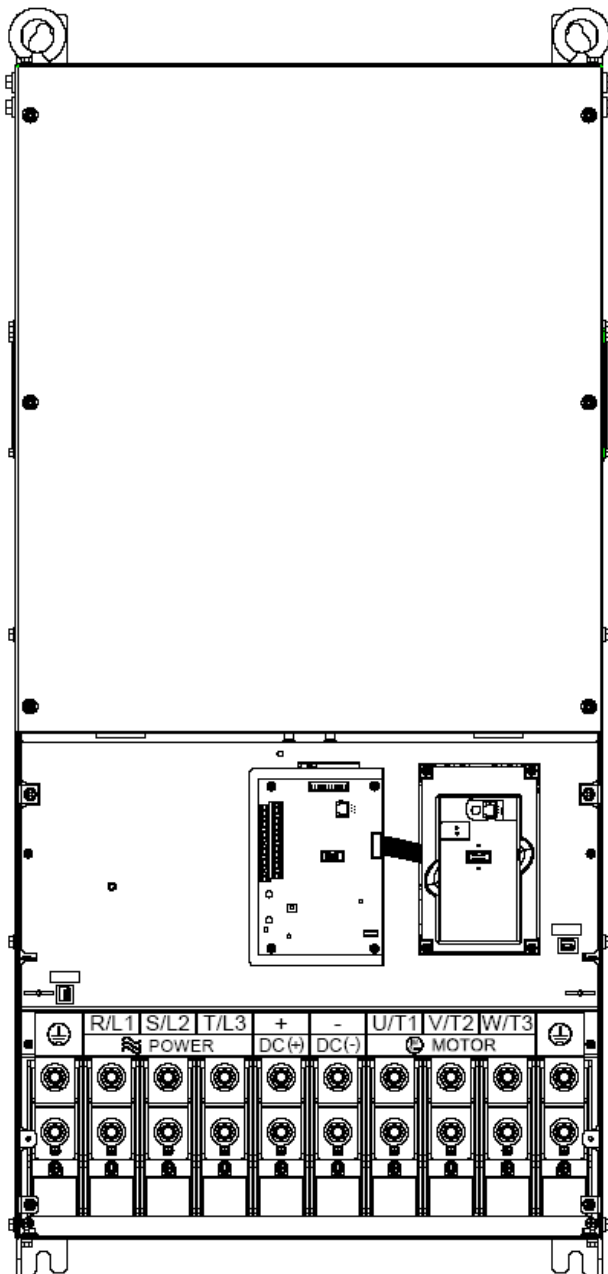 R/L1 S/L2 T/L3 + - U/T1 V/T2 W/T3
POWER DC(+) DC(-) MOTOR